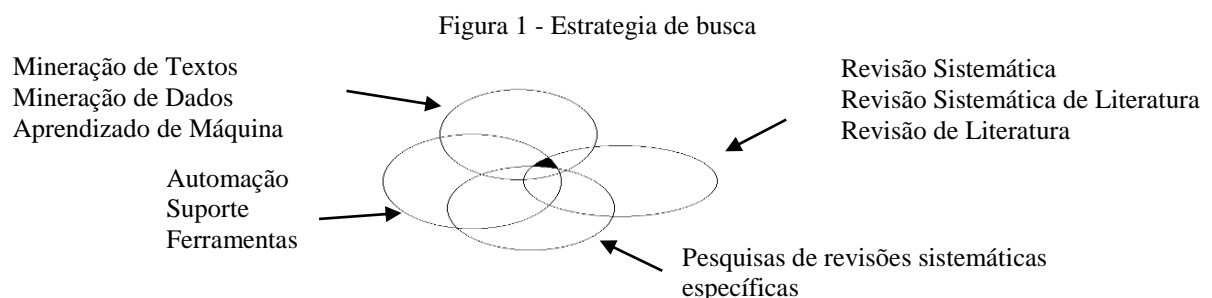 Figura 1 - Estrategia de busca
Mineração de Textos
Mineração de Dados
Aprendizado de Máquina
Revisão Sistemática
Revisão Sistemática de Literatura
Revisão de Literatura
Automação
Suporte
Ferramentas
Pesquisas de revisões sistemáticas
específicas